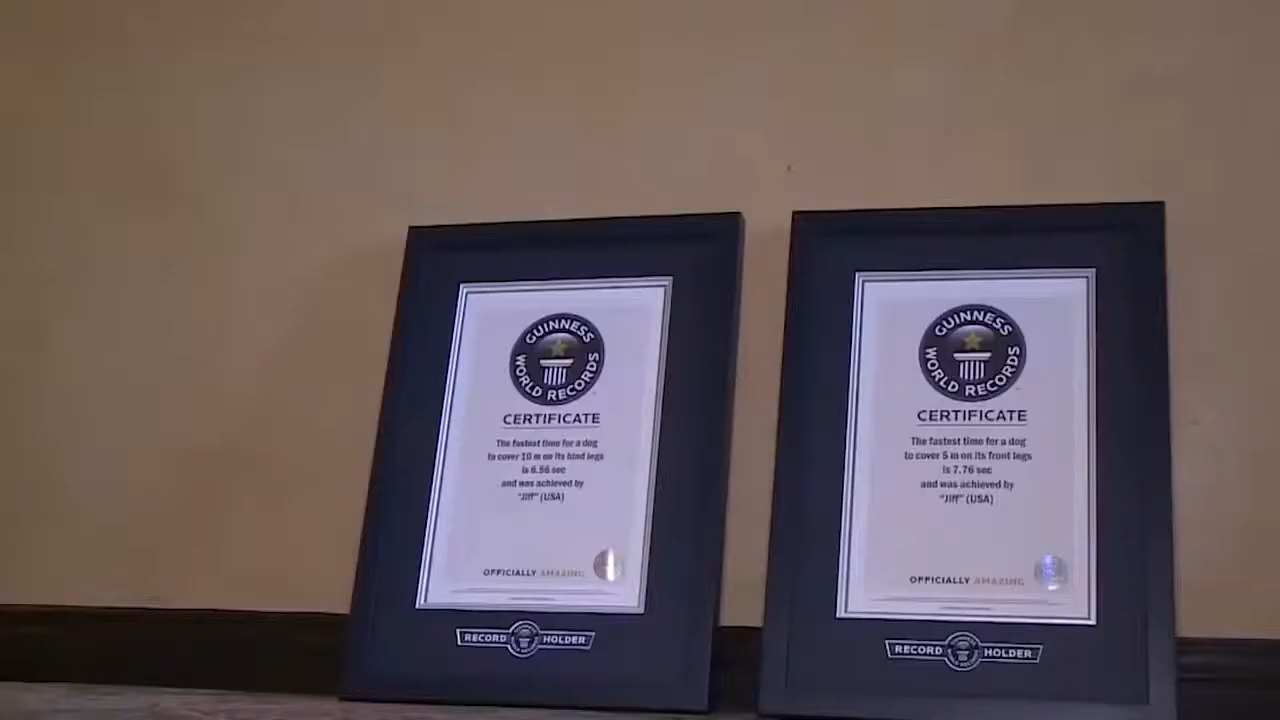 GUINNESS
WORLD RECORDS
CERTIFICATE
The fastest time for a dog
to cover 10 m on its hind legs
is 6.56 sec
and was achieved by
"Jiff" (USA)
OFFICIALLY AMAZING
RECORD HOLDER
GUINNESS
WORLD RECORDS
CERTIFICATE
The fastest time for a dog
to cover 5 m on its front legs
is 7.76 sec
and was achieved by
"Jiff" (USA)
OFFICIALLY AMAZING
RECORD HOLDER